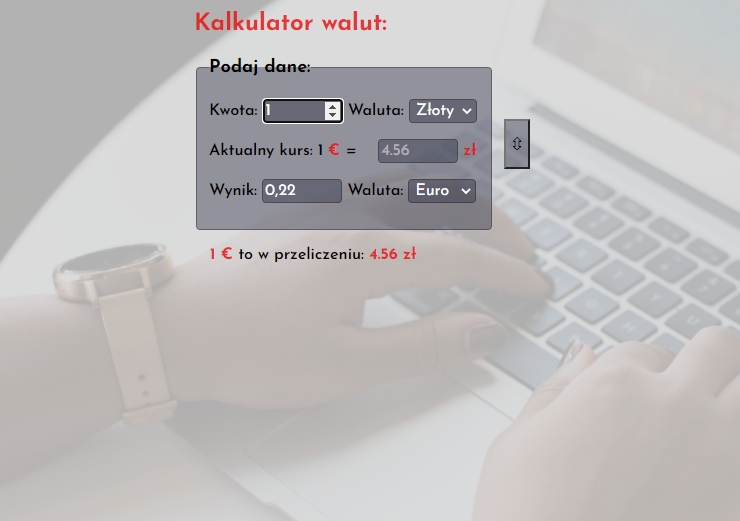 Kalkulator walut:
Podaj dane:
Kwota: 1 Waluta: Złoty
Aktualny kurs: 1 € = 4.56 zł
Wynik: 0,22 Waluta: Euro
1 € to w przeliczeniu: 4.56 zł